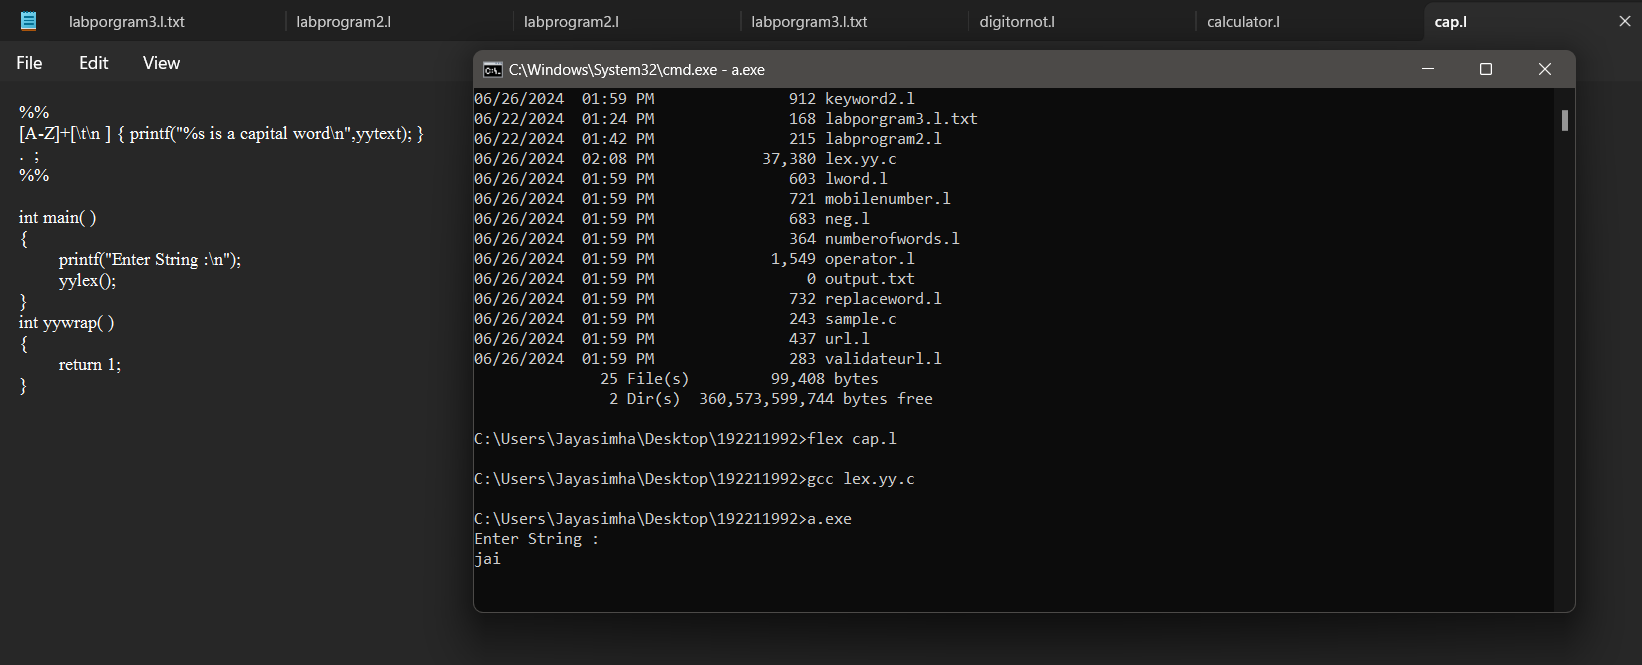 labporgram3.l.txt labprogram2.l labprogram2.l labporgram3.l.txt digitornot.l calculator.l cap.l
File Edit View
%%
[A-Z]+[\t\n ] { printf("%s is a capital word\n",yytext); }
. ;
%%
int main( )
{
printf("Enter String :\n");
yylex();
}
int yywrap( )
{
return 1;
}
C:\Windows\System32\cmd.exe - a.exe
06/26/2024 01:59 PM 912 keyword2.l
06/22/2024 01:24 PM 168 labporgram3.l.txt
06/22/2024 01:42 PM 215 labprogram2.l
06/26/2024 02:08 PM 37,380 lex.yy.c
06/26/2024 01:59 PM 603 lword.l
06/26/2024 01:59 PM 721 mobilenumber.l
06/26/2024 01:59 PM 683 neg.l
06/26/2024 01:59 PM 364 numberofwords.l
06/26/2024 01:59 PM 1,549 operator.l
06/26/2024 01:59 PM 0 output.txt
06/26/2024 01:59 PM 732 replaceword.l
06/26/2024 01:59 PM 243 sample.c
06/26/2024 01:59 PM 437 url.l
06/26/2024 01:59 PM 283 validateurl.l
25 File(s) 99,408 bytes
2 Dir(s) 360,573,599,744 bytes free
C:\Users\Jayasimha\Desktop\192211992>flex cap.l
C:\Users\Jayasimha\Desktop\192211992>gcc lex.yy.c
C:\Users\Jayasimha\Desktop\192211992>a.exe
Enter String :
jai